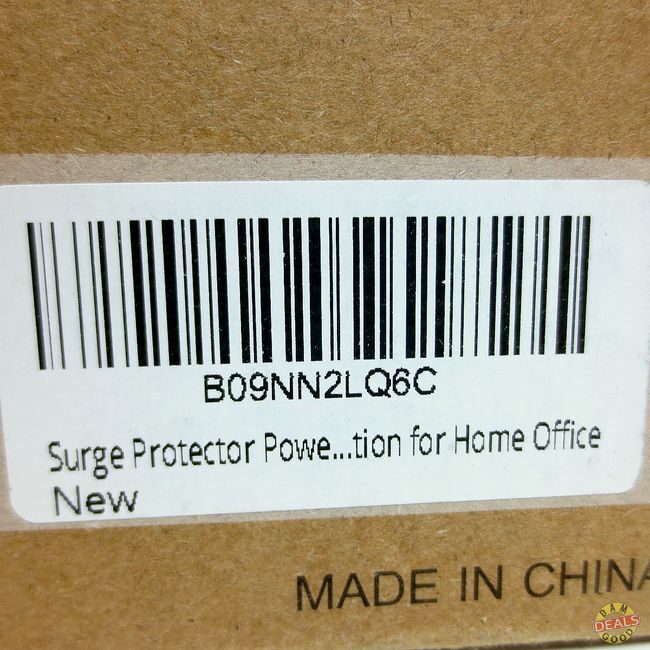 B09NN2LQ6C
Surge Protector Powe...tion for Home Office
New
MADE IN CHINA
DAM
DEALS
GOOD